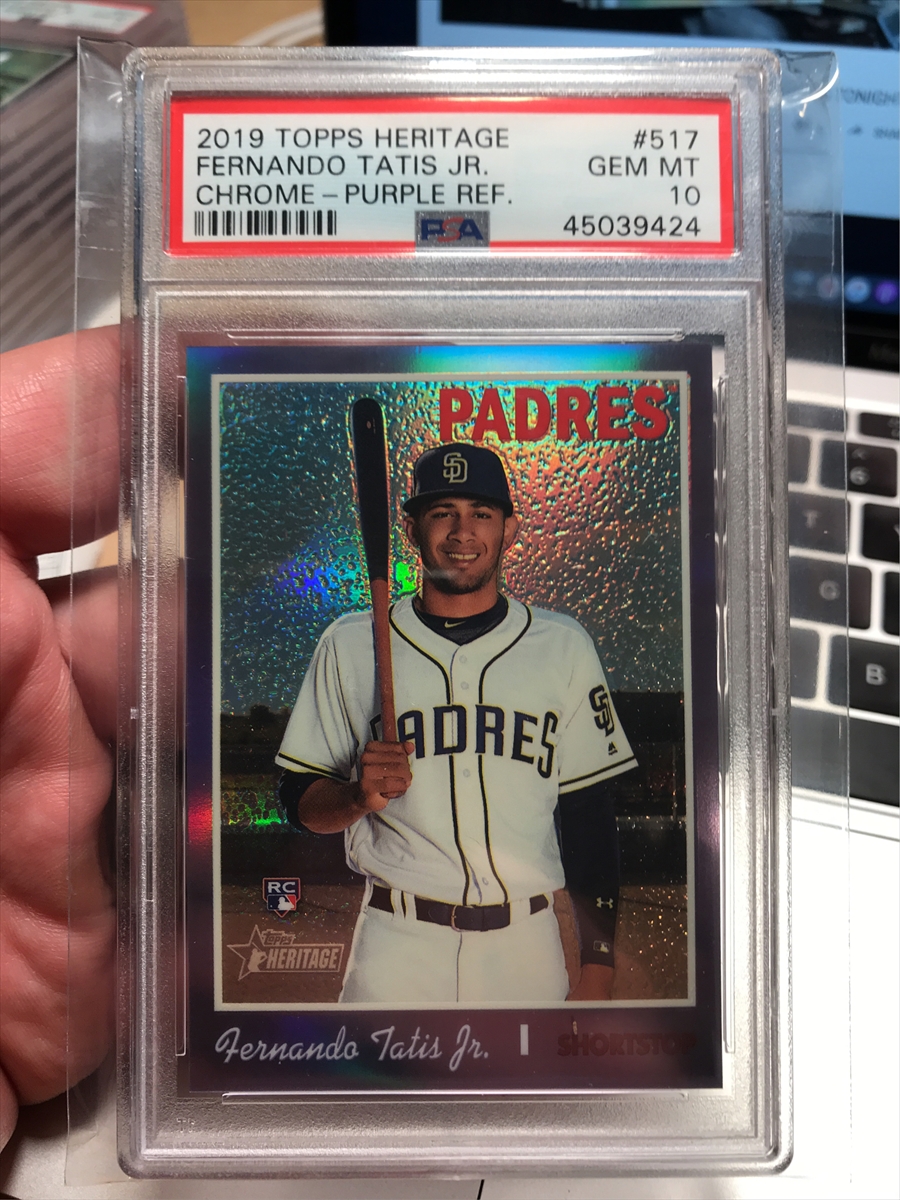 2019 TOPPS HERITAGE #517
FERNANDO TATIS JR. GEM MT
CHROME – PURPLE REF. 10
PSA 45039424
PADRES
SD
SD
PADRES
RC
Topps
HERITAGE
Fernando Tatis Jr. | SHORTSTOP
T
G
B